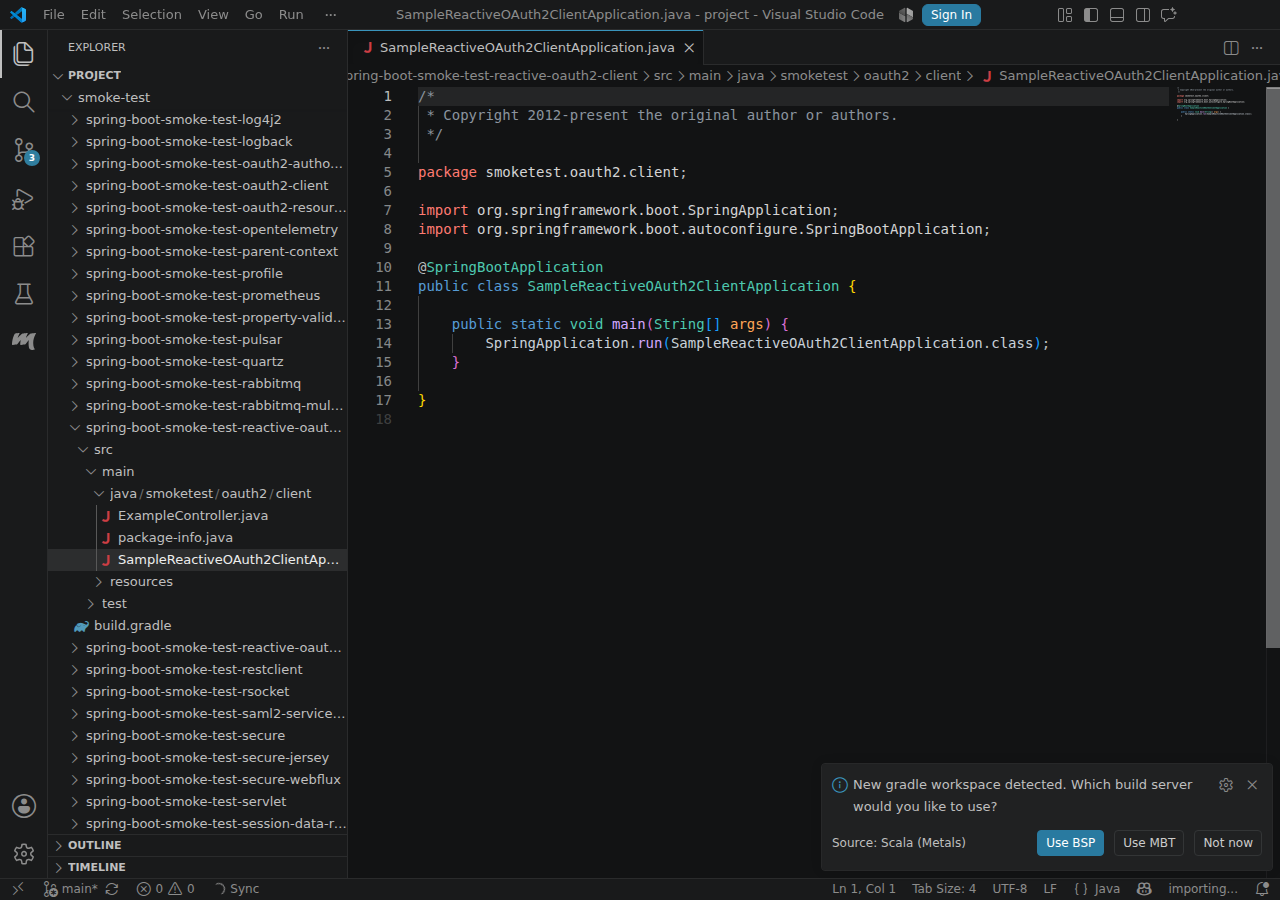 File Edit Selection View Go Run ···
SampleReactiveOAuth2ClientApplication.java - project - Visual Studio Code
Sign In
EXPLORER
PROJECT
smoke-test
spring-boot-smoke-test-log4j2
spring-boot-smoke-test-logback
spring-boot-smoke-test-oauth2-autho...
spring-boot-smoke-test-oauth2-client
spring-boot-smoke-test-oauth2-resour...
spring-boot-smoke-test-opentelemetry
spring-boot-smoke-test-parent-context
spring-boot-smoke-test-profile
spring-boot-smoke-test-prometheus
spring-boot-smoke-test-property-valid...
spring-boot-smoke-test-pulsar
spring-boot-smoke-test-quartz
spring-boot-smoke-test-rabbitmq
spring-boot-smoke-test-rabbitmq-mul...
spring-boot-smoke-test-reactive-oaut...
src
main
java/smoketest/oauth2/client
ExampleController.java
package-info.java
SampleReactiveOAuth2ClientAp...
resources
test
build.gradle
spring-boot-smoke-test-reactive-oaut...
spring-boot-smoke-test-restclient
spring-boot-smoke-test-rsocket
spring-boot-smoke-test-saml2-service...
spring-boot-smoke-test-secure
spring-boot-smoke-test-secure-jersey
spring-boot-smoke-test-secure-webflux
spring-boot-smoke-test-servlet
spring-boot-smoke-test-session-data-r...
OUTLINE
TIMELINE
3
SampleReactiveOAuth2ClientApplication.java
pring-boot-smoke-test-reactive-oauth2-client > src > main > java > smoketest > oauth2 > client > SampleReactiveOAuth2ClientApplication.ja
1 /*
2  * Copyright 2012-present the original author or authors.
3  */
4
5 package smoketest.oauth2.client;
6
7 import org.springframework.boot.SpringApplication;
8 import org.springframework.boot.autoconfigure.SpringBootApplication;
9
10 @SpringBootApplication
11 public class SampleReactiveOAuth2ClientApplication {
12
13     public static void main(String[] args) {
14         SpringApplication.run(SampleReactiveOAuth2ClientApplication.class);
15     }
16
17 }
18
New gradle workspace detected. Which build server
would you like to use?
Source: Scala (Metals)
Use BSP
Use MBT
Not now
main* 0 0 Sync
Ln 1, Col 1 Tab Size: 4 UTF-8 LF { } Java importing...